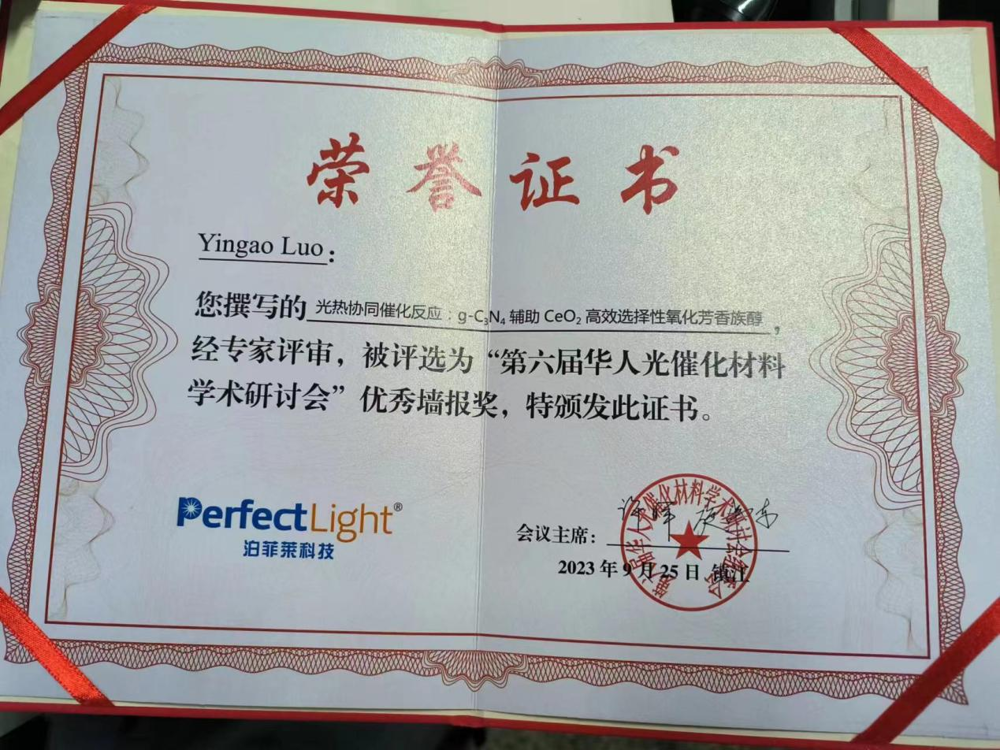 荣誉证书
Yingao Luo：
您撰写的 光热协同催化反应：g-C₃N₄ 辅助 CeO₂ 高效选择性氧化芳香族醇，
经专家评审，被评选为“第六届华人光催化材料
学术研讨会”优秀墙报奖，特颁发此证书。
PerfectLight®
泊菲莱科技
会议主席：
2023 年 9 月 25 日 镇江